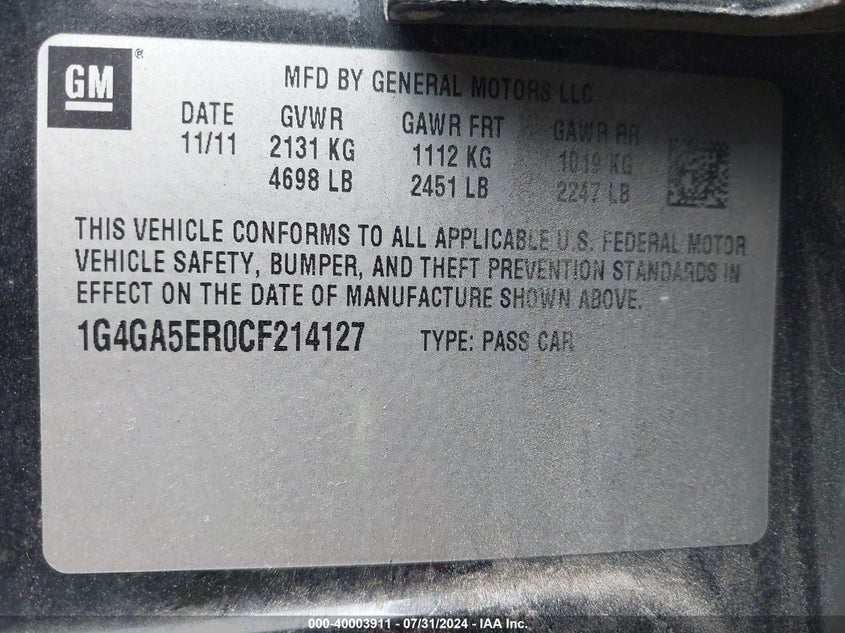 GM®
MFD BY GENERAL MOTORS LLC
DATE GVWR GAWR FRT GAWR RR
11/11 2131 KG 1112 KG 1019 KG
4698 LB 2451 LB 2247 LB
THIS VEHICLE CONFORMS TO ALL APPLICABLE U.S. FEDERAL MOTOR
VEHICLE SAFETY, BUMPER, AND THEFT PREVENTION STANDARDS IN
EFFECT ON THE DATE OF MANUFACTURE SHOWN ABOVE.
1G4GA5ER0CF214127 TYPE: PASS CAR
000-40003911 - 07/31/2024 - IAA Inc.